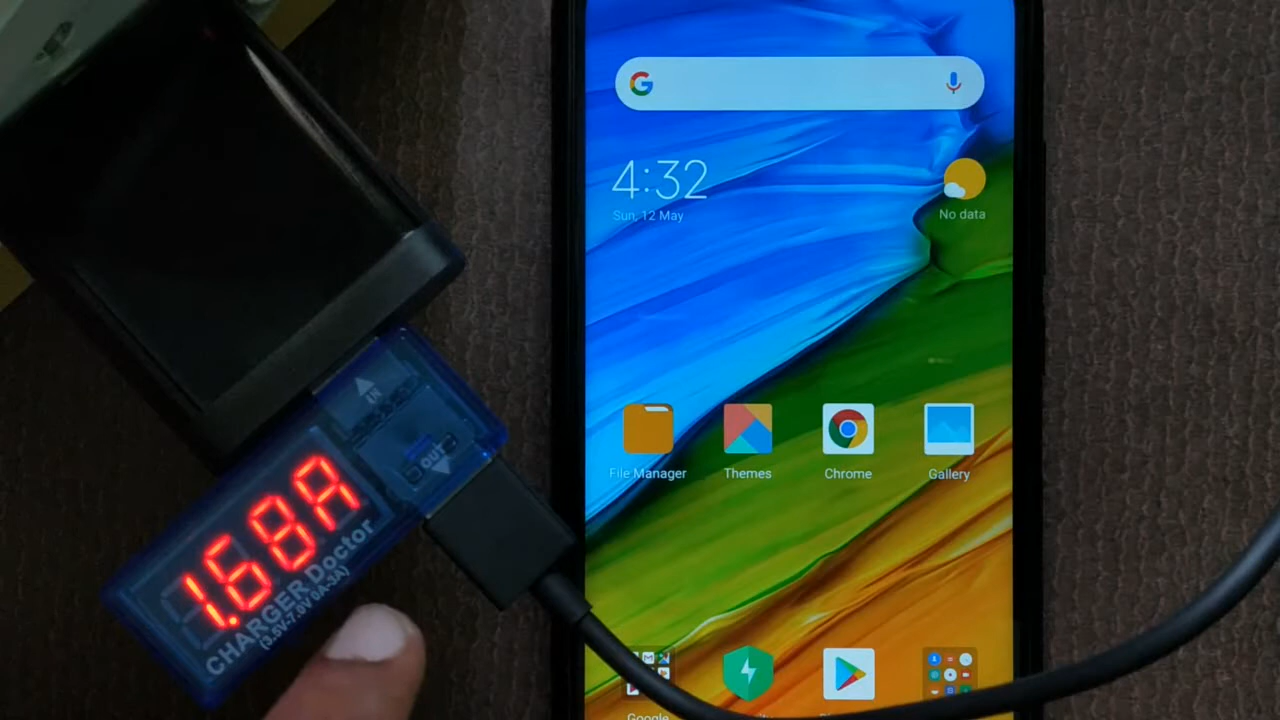 4:32
Sun, 12 May
No data
File Manager
Themes
Chrome
Gallery
Google
IN
OUT
1.68A
CHARGER Doctor
(3.5V-7.0V 0A-3A)